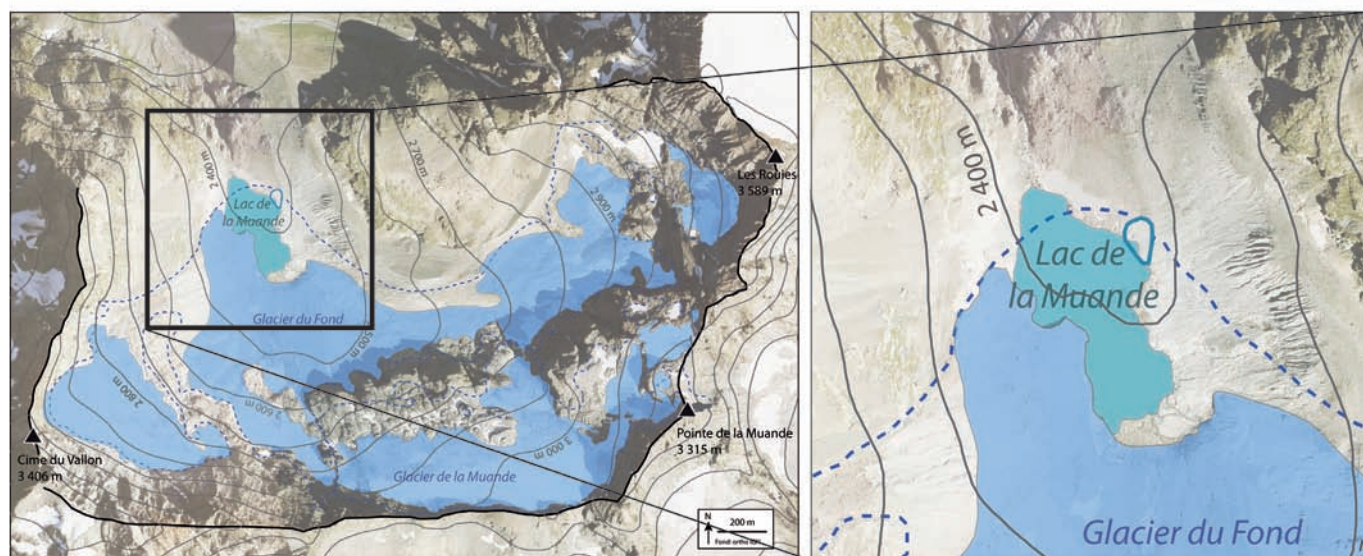 2 400 m
2 700 m
Les Rouies
3 589 m
2 900 m
Lac de
la Muande
Glacier du Fond
2 800 m
2 600 m
Pointe de la Muande
3 315 m
Cime du Vallon
3 406 m
Glacier de la Muande
3 000 m
N
200 m
2 400 m
Lac de
la Muande
Glacier du Fond